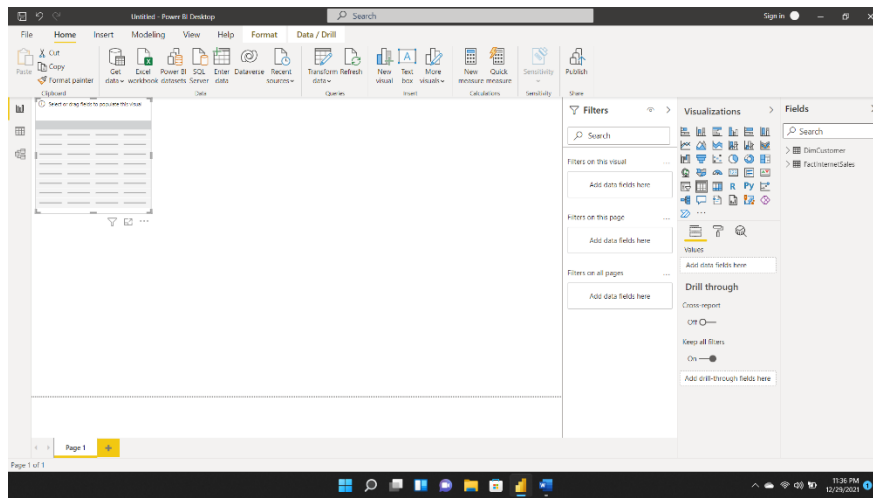 Untitled - Power BI Desktop
Search
Sign in
File Home Insert Modeling View Help Format Data / Drill
Paste
Cut
Copy
Format painter
Get data
Excel workbook
Power BI datasets
SQL Server
Enter data
Dataverse
Recent sources
Transform data
Refresh
New visual
Text box
More visuals
New measure
Quick measure
Sensitivity
Publish
Clipboard Data Queries Insert Calculations Sensitivity Share
Select or drag fields to populate this visual
Filters
Search
Filters on this visual
Add data fields here
Filters on this page
Add data fields here
Filters on all pages
Add data fields here
Visualizations
R Py
Values
Add data fields here
Drill through
Cross-report
Off
Keep all filters
On
Add drill-through fields here
Fields
Search
DimCustomer
FactInternetSales
Page 1
Page 1 of 1
11:36 PM
12/29/2021